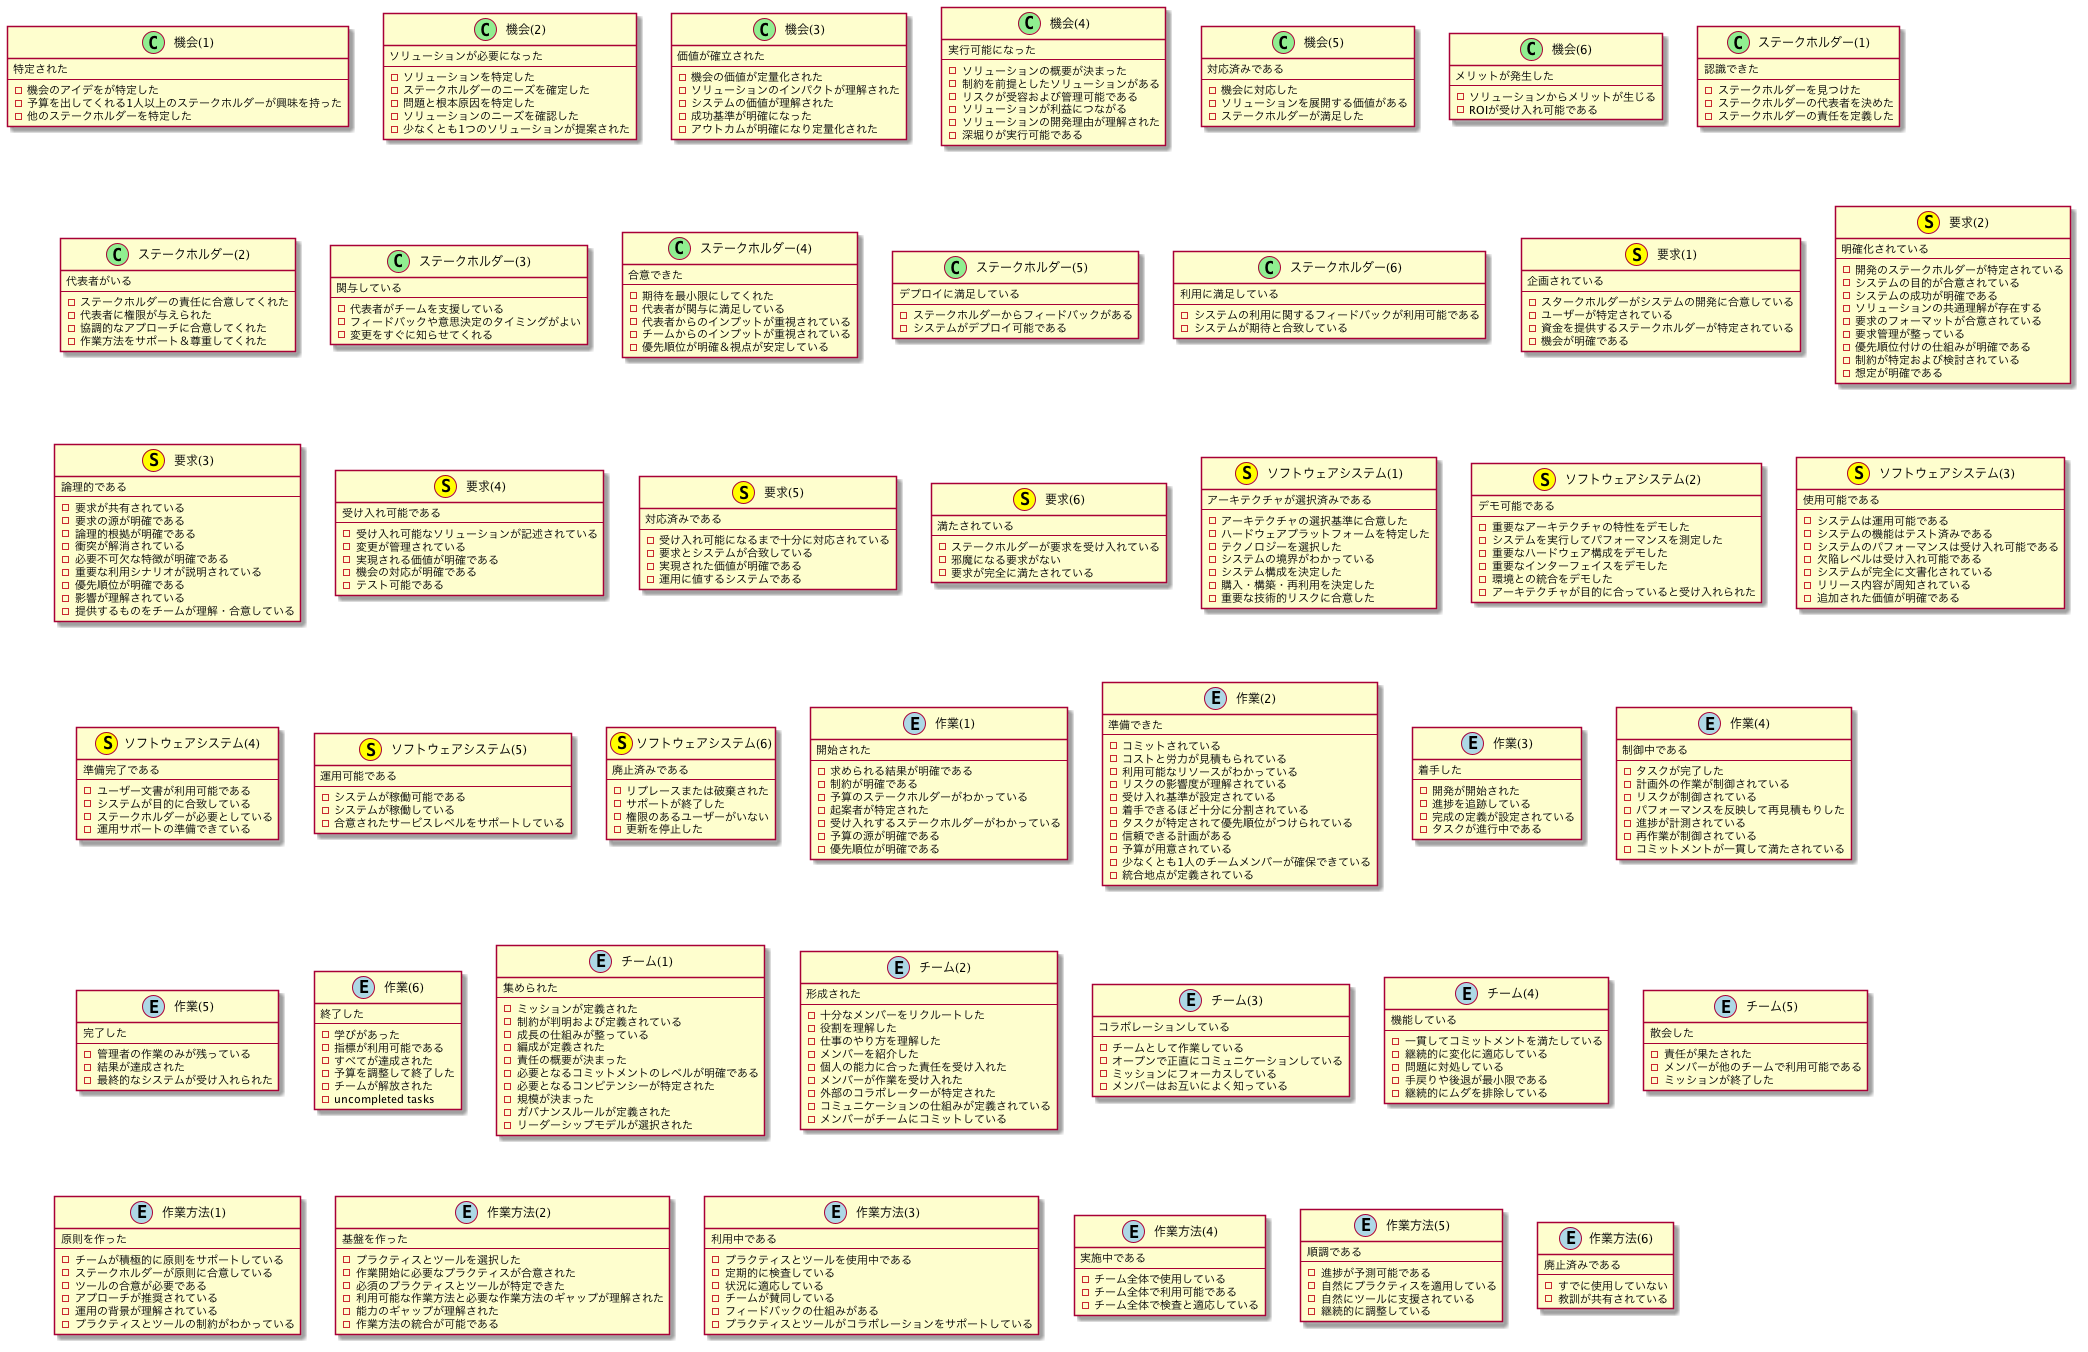 C 機会(1)
特定された
機会のアイデをが特定した
予算を出してくれる1人以上のステークホルダーが興味を持った
他のステークホルダーを特定した
C 機会(2)
ソリューションが必要になった
ソリューションを特定した
ステークホルダーのニーズを確定した
問題と根本原因を特定した
ソリューションのニーズを確認した
少なくとも1つのソリューションが提案された
C 機会(3)
価値が確立された
機会の価値が定量化された
ソリューションのインパクトが理解された
システムの価値が理解された
成功基準が明確になった
アウトカムが明確になり定量化された
C 機会(4)
実行可能になった
ソリューションの概要が決まった
制約を前提としたソリューションがある
リスクが受容および管理可能である
ソリューションが利益につながる
ソリューションの開発理由が理解された
深堀りが実行可能である
C 機会(5)
対応済みである
機会に対応した
ソリューションを展開する価値がある
ステークホルダーが満足した
C 機会(6)
メリットが発生した
ソリューションからメリットが生じる
ROIが受け入れ可能である
C ステークホルダー(1)
認識できた
ステークホルダーを見つけた
ステークホルダーの代表者を決めた
ステークホルダーの責任を定義した
C ステークホルダー(2)
代表者がいる
ステークホルダーの責任に合意してくれた
代表者に権限が与えられた
協調的なアプローチに合意してくれた
作業方法をサポート＆尊重してくれた
C ステークホルダー(3)
関与している
代表者がチームを支援している
フィードバックや意思決定のタイミングがよい
変更をすぐに知らせてくれる
C ステークホルダー(4)
合意できた
期待を最小限にしてくれた
代表者が関与に満足している
代表者からのインプットが重視されている
チームからのインプットが重視されている
優先順位が明確＆視点が安定している
C ステークホルダー(5)
デプロイに満足している
ステークホルダーからフィードバックがある
システムがデプロイ可能である
C ステークホルダー(6)
利用に満足している
システムの利用に関するフィードバックが利用可能である
システムが期待と合致している
S 要求(1)
企画されている
スタークホルダーがシステムの開発に合意している
ユーザーが特定されている
資金を提供するステークホルダーが特定されている
機会が明確である
S 要求(2)
明確化されている
開発のステークホルダーが特定されている
システムの目的が合意されている
システムの成功が明確である
ソリューションの共通理解が存在する
要求のフォーマットが合意されている
要求管理が整っている
優先順位付けの仕組みが明確である
制約が特定および検討されている
想定が明確である
S 要求(3)
論理的である
要求が共有されている
要求の源が明確である
論理的根拠が明確である
衝突が解消されている
必要不可欠な特徴が明確である
重要な利用シナリオが説明されている
優先順位が明確である
影響が理解されている
提供するものをチームが理解・合意している
S 要求(4)
受け入れ可能である
受け入れ可能なソリューションが記述されている
変更が管理されている
実現される価値が明確である
機会の対応が明確である
テスト可能である
S 要求(5)
対応済みである
受け入れ可能になるまで十分に対応されている
要求とシステムが合致している
実現された価値が明確である
運用に値するシステムである
S 要求(6)
満たされている
ステークホルダーが要求を受け入れている
邪魔になる要求がない
要求が完全に満たされている
S ソフトウェアシステム(1)
アーキテクチャが選択済みである
アーキテクチャの選択基準に合意した
ハードウェアプラットフォームを特定した
テクノロジーを選択した
システムの境界がわかっている
システム構成を決定した
購入・構築・再利用を決定した
重要な技術的リスクに合意した
S ソフトウェアシステム(2)
デモ可能である
重要なアーキテクチャの特性をデモした
システムを実行してパフォーマンスを測定した
重要なハードウェア構成をデモした
重要なインターフェイスをデモした
環境との統合をデモした
アーキテクチャが目的に合っていると受け入れられた
S ソフトウェアシステム(3)
使用可能である
システムは運用可能である
システムの機能はテスト済みである
システムのパフォーマンスは受け入れ可能である
欠陥レベルは受け入れ可能である
システムが完全に文書化されている
リリース内容が周知されている
追加された価値が明確である
S ソフトウェアシステム(4)
準備完了である
ユーザー文書が利用可能である
システムが目的に合致している
ステークホルダーが必要としている
運用サポートの準備できている
S ソフトウェアシステム(5)
運用可能である
システムが稼働可能である
システムが稼働している
合意されたサービスレベルをサポートしている
S ソフトウェアシステム(6)
廃止済みである
リプレースまたは破棄された
サポートが終了した
権限のあるユーザーがいない
更新を停止した
E 作業(1)
開始された
求められる結果が明確である
制約が明確である
予算のステークホルダーがわかっている
起案者が特定された
受け入れするステークホルダーがわかっている
予算の源が明確である
優先順位が明確である
E 作業(2)
準備できた
コミットされている
コストと労力が見積もられている
利用可能なリソースがわかっている
リスクの影響度が理解されている
受け入れ基準が設定されている
着手できるほど十分に分割されている
タスクが特定されて優先順位がつけられている
信頼できる計画がある
予算が用意されている
少なくとも1人のチームメンバーが確保できている
統合地点が定義されている
E 作業(3)
着手した
開発が開始された
進捗を追跡している
完成の定義が設定されている
タスクが進行中である
E 作業(4)
制御中である
タスクが完了した
計画外の作業が制御されている
リスクが制御されている
パフォーマンスを反映して再見積もりした
進捗が計測されている
再作業が制御されている
コミットメントが一貫して満たされている
E 作業(5)
完了した
管理者の作業のみが残っている
結果が達成された
最終的なシステムが受け入れられた
E 作業(6)
終了した
学びがあった
指標が利用可能である
すべてが達成された
予算を調整して終了した
チームが解放された
uncompleted tasks
E チーム(1)
集められた
ミッションが定義された
制約が判明および定義されている
成長の仕組みが整っている
編成が定義された
責任の概要が決まった
必要となるコミットメントのレベルが明確である
必要となるコンピテンシーが特定された
規模が決まった
ガバナンスルールが定義された
リーダーシップモデルが選択された
E チーム(2)
形成された
十分なメンバーをリクルートした
役割を理解した
仕事のやり方を理解した
メンバーを紹介した
個人の能力に合った責任を受け入れた
メンバーが作業を受け入れた
外部のコラボレーターが特定された
コミュニケーションの仕組みが定義されている
メンバーがチームにコミットしている
E チーム(3)
コラボレーションしている
チームとして作業している
オープンで正直にコミュニケーションしている
ミッションにフォーカスしている
メンバーはお互いによく知っている
E チーム(4)
機能している
一貫してコミットメントを満たしている
継続的に変化に適応している
問題に対処している
手戻りや後退が最小限である
継続的にムダを排除している
E チーム(5)
散会した
責任が果たされた
メンバーが他のチームで利用可能である
ミッションが終了した
E 作業方法(1)
原則を作った
チームが積極的に原則をサポートしている
ステークホルダーが原則に合意している
ツールの合意が必要である
アプローチが推奨されている
運用の背景が理解されている
プラクティスとツールの制約がわかっている
E 作業方法(2)
基盤を作った
プラクティスとツールを選択した
作業開始に必要なプラクティスが合意された
必須のプラクティスとツールが特定できた
利用可能な作業方法と必要な作業方法のギャップが理解された
能力のギャップが理解された
作業方法の統合が可能である
E 作業方法(3)
利用中である
プラクティスとツールを使用中である
定期的に検査している
状況に適応している
チームが賛同している
フィードバックの仕組みがある
プラクティスとツールがコラボレーションをサポートしている
E 作業方法(4)
実施中である
チーム全体で使用している
チーム全体で利用可能である
チーム全体で検査と適応している
E 作業方法(5)
順調である
進捗が予測可能である
自然にプラクティスを適用している
自然にツールに支援されている
継続的に調整している
E 作業方法(6)
廃止済みである
すでに使用していない
教訓が共有されている